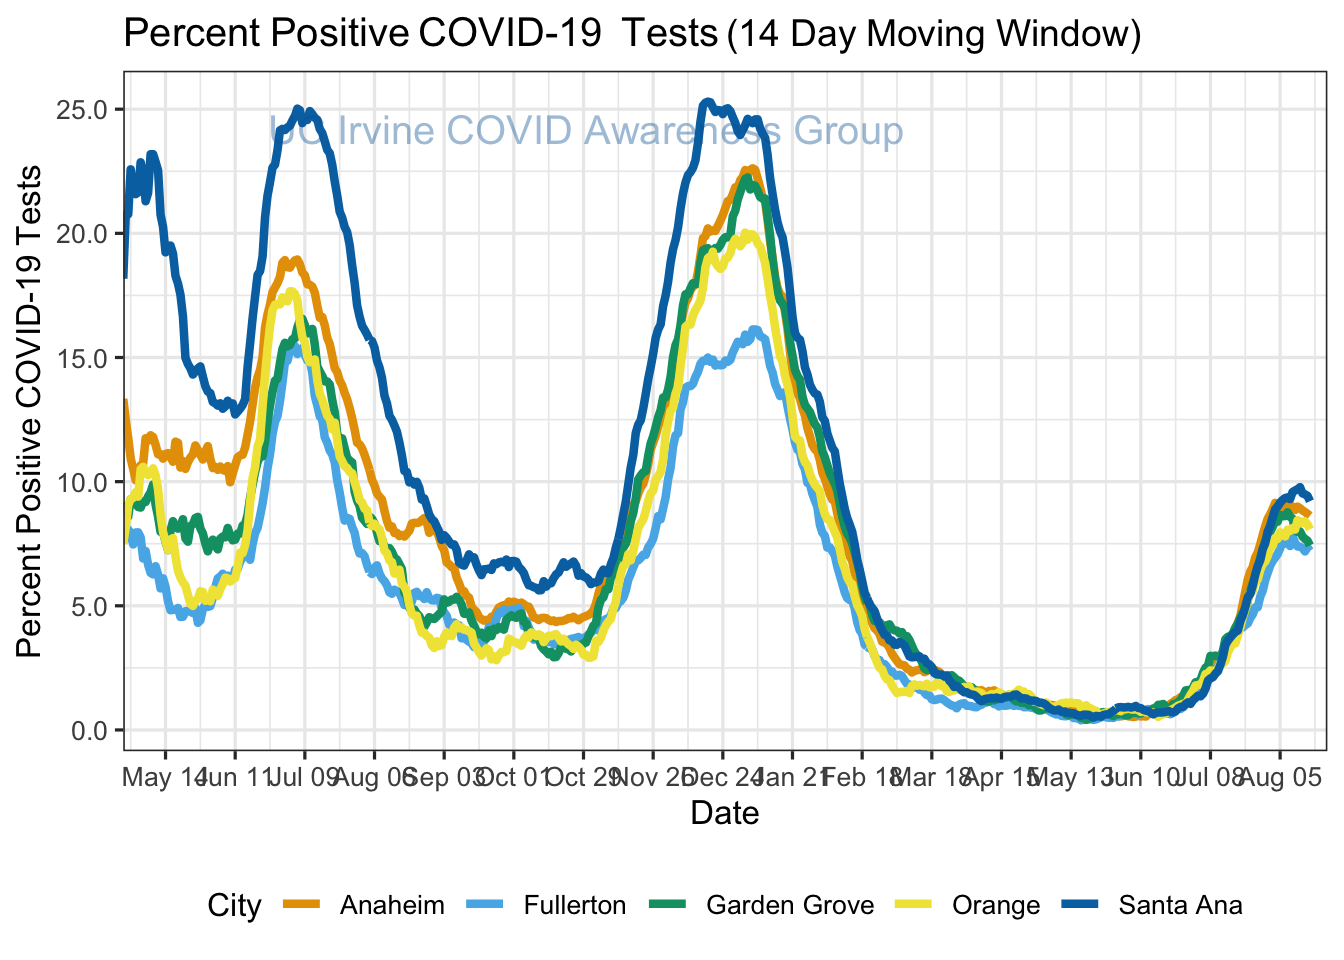 Percent Positive COVID-19 Tests (14 Day Moving Window)
UC Irvine COVID Awareness Group
Percent Positive COVID-19 Tests
25.0
20.0
15.0
10.0
5.0
0.0
May 14 Jun 11 Jul 09 Aug 06 Sep 03 Oct 01 Oct 29 Nov 26 Dec 24 Jan 21 Feb 18 Mar 18 Apr 15 May 13 Jun 10 Jul 08 Aug 05
Date
City Anaheim Fullerton Garden Grove Orange Santa Ana